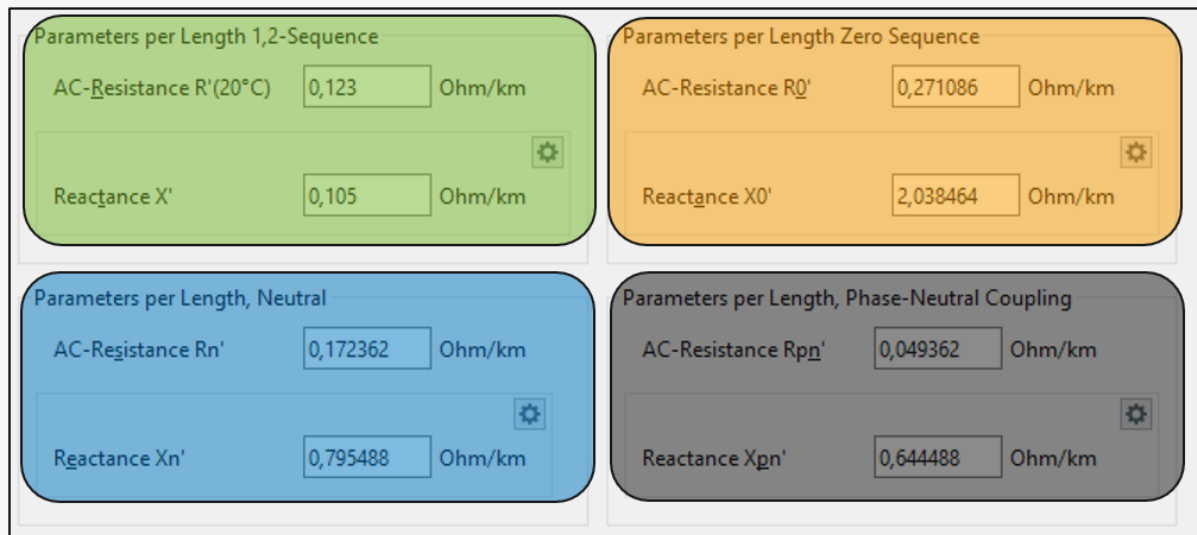 Parameters per Length 1,2-Sequence
AC-Resistance R'(20°C) 0,123 Ohm/km
Reactance X' 0,105 Ohm/km
Parameters per Length Zero Sequence
AC-Resistance R0' 0,271086 Ohm/km
Reactance X0' 2,038464 Ohm/km
Parameters per Length, Neutral
AC-Resistance Rn' 0,172362 Ohm/km
Reactance Xn' 0,795488 Ohm/km
Parameters per Length, Phase-Neutral Coupling
AC-Resistance Rpn' 0,049362 Ohm/km
Reactance Xpn' 0,644488 Ohm/km